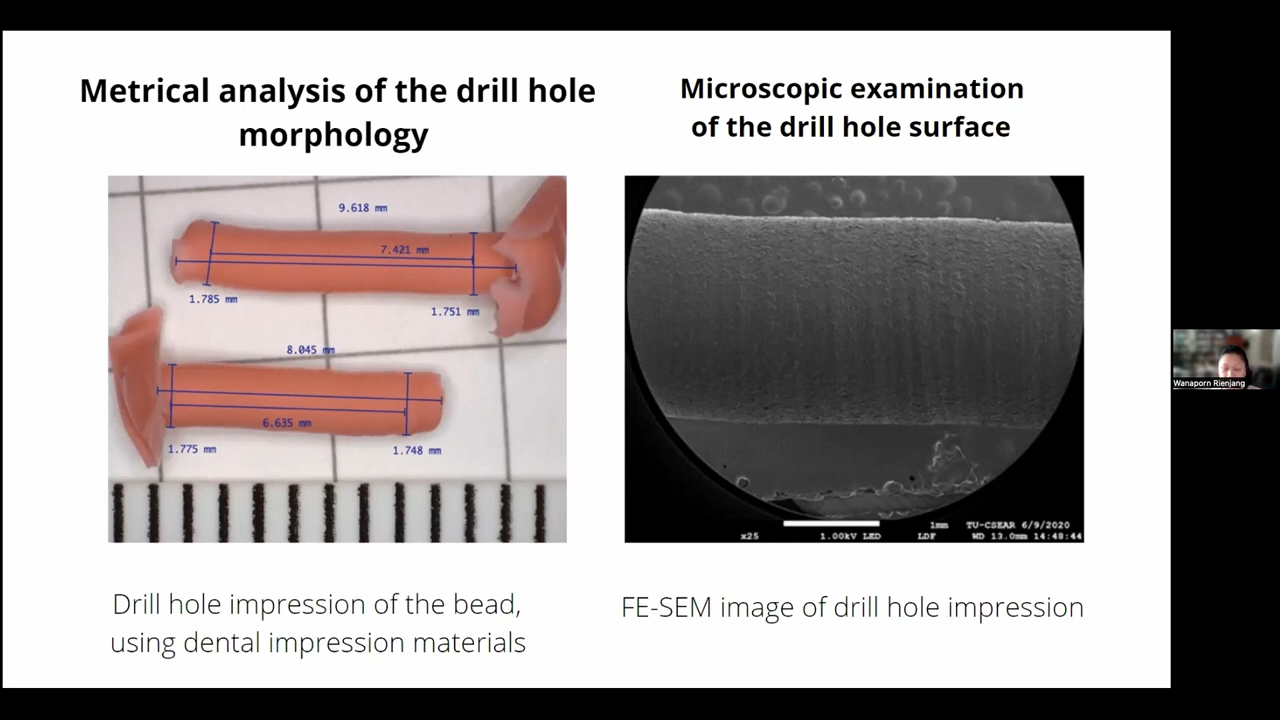 Metrical analysis of the drill hole
morphology
9.618 mm
7.421 mm
1.785 mm
1.751 mm
8.045 mm
6.635 mm
1.775 mm
1.748 mm
Drill hole impression of the bead,
using dental impression materials
Microscopic examination
of the drill hole surface
1mm TU-CSEAR 6/9/2020
x25 1.00kV LED LDF WD 13.0mm 14:48:44
FE-SEM image of drill hole impression
Wanaporn Rienjang